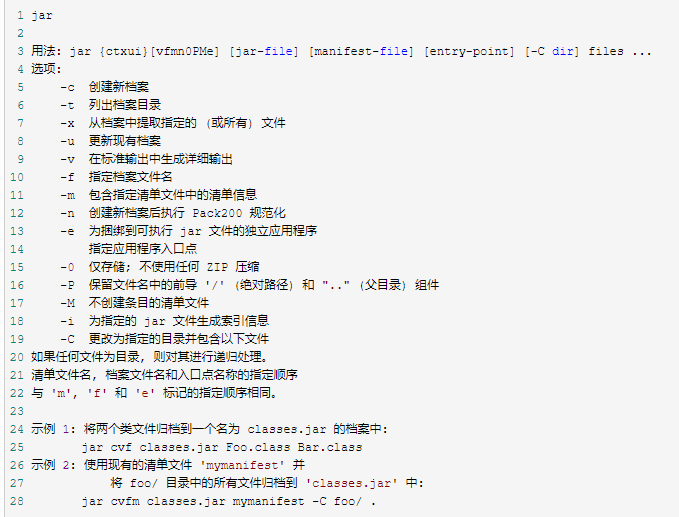 1 jar
2
3 用法: jar {ctxui}[vfmn0PMe] [jar-file] [manifest-file] [entry-point] [-C dir] files ...
4 选项:
5     -c  创建新档案
6     -t  列出档案目录
7     -x  从档案中提取指定的 (或所有) 文件
8     -u  更新现有档案
9     -v  在标准输出中生成详细输出
10     -f  指定档案文件名
11     -m  包含指定清单文件中的清单信息
12     -n  创建新档案后执行 Pack200 规范化
13     -e  为捆绑到可执行 jar 文件的独立应用程序
14         指定应用程序入口点
15     -0  仅存储; 不使用任何 ZIP 压缩
16     -P  保留文件名中的前导 '/' (绝对路径) 和 ".." (父目录) 组件
17     -M  不创建条目的清单文件
18     -i  为指定的 jar 文件生成索引信息
19     -C  更改为指定的目录并包含以下文件
20 如果任何文件为目录, 则对其进行递归处理。
21 清单文件名, 档案文件名和入口点名称的指定顺序
22 与 'm', 'f' 和 'e' 标记的指定顺序相同。
23
24 示例 1: 将两个类文件归档到一个名为 classes.jar 的档案中:
25        jar cvf classes.jar Foo.class Bar.class
26 示例 2: 使用现有的清单文件 'mymanifest' 并
27            将 foo/ 目录中的所有文件归档到 'classes.jar' 中:
28        jar cvfm classes.jar mymanifest -C foo/ .